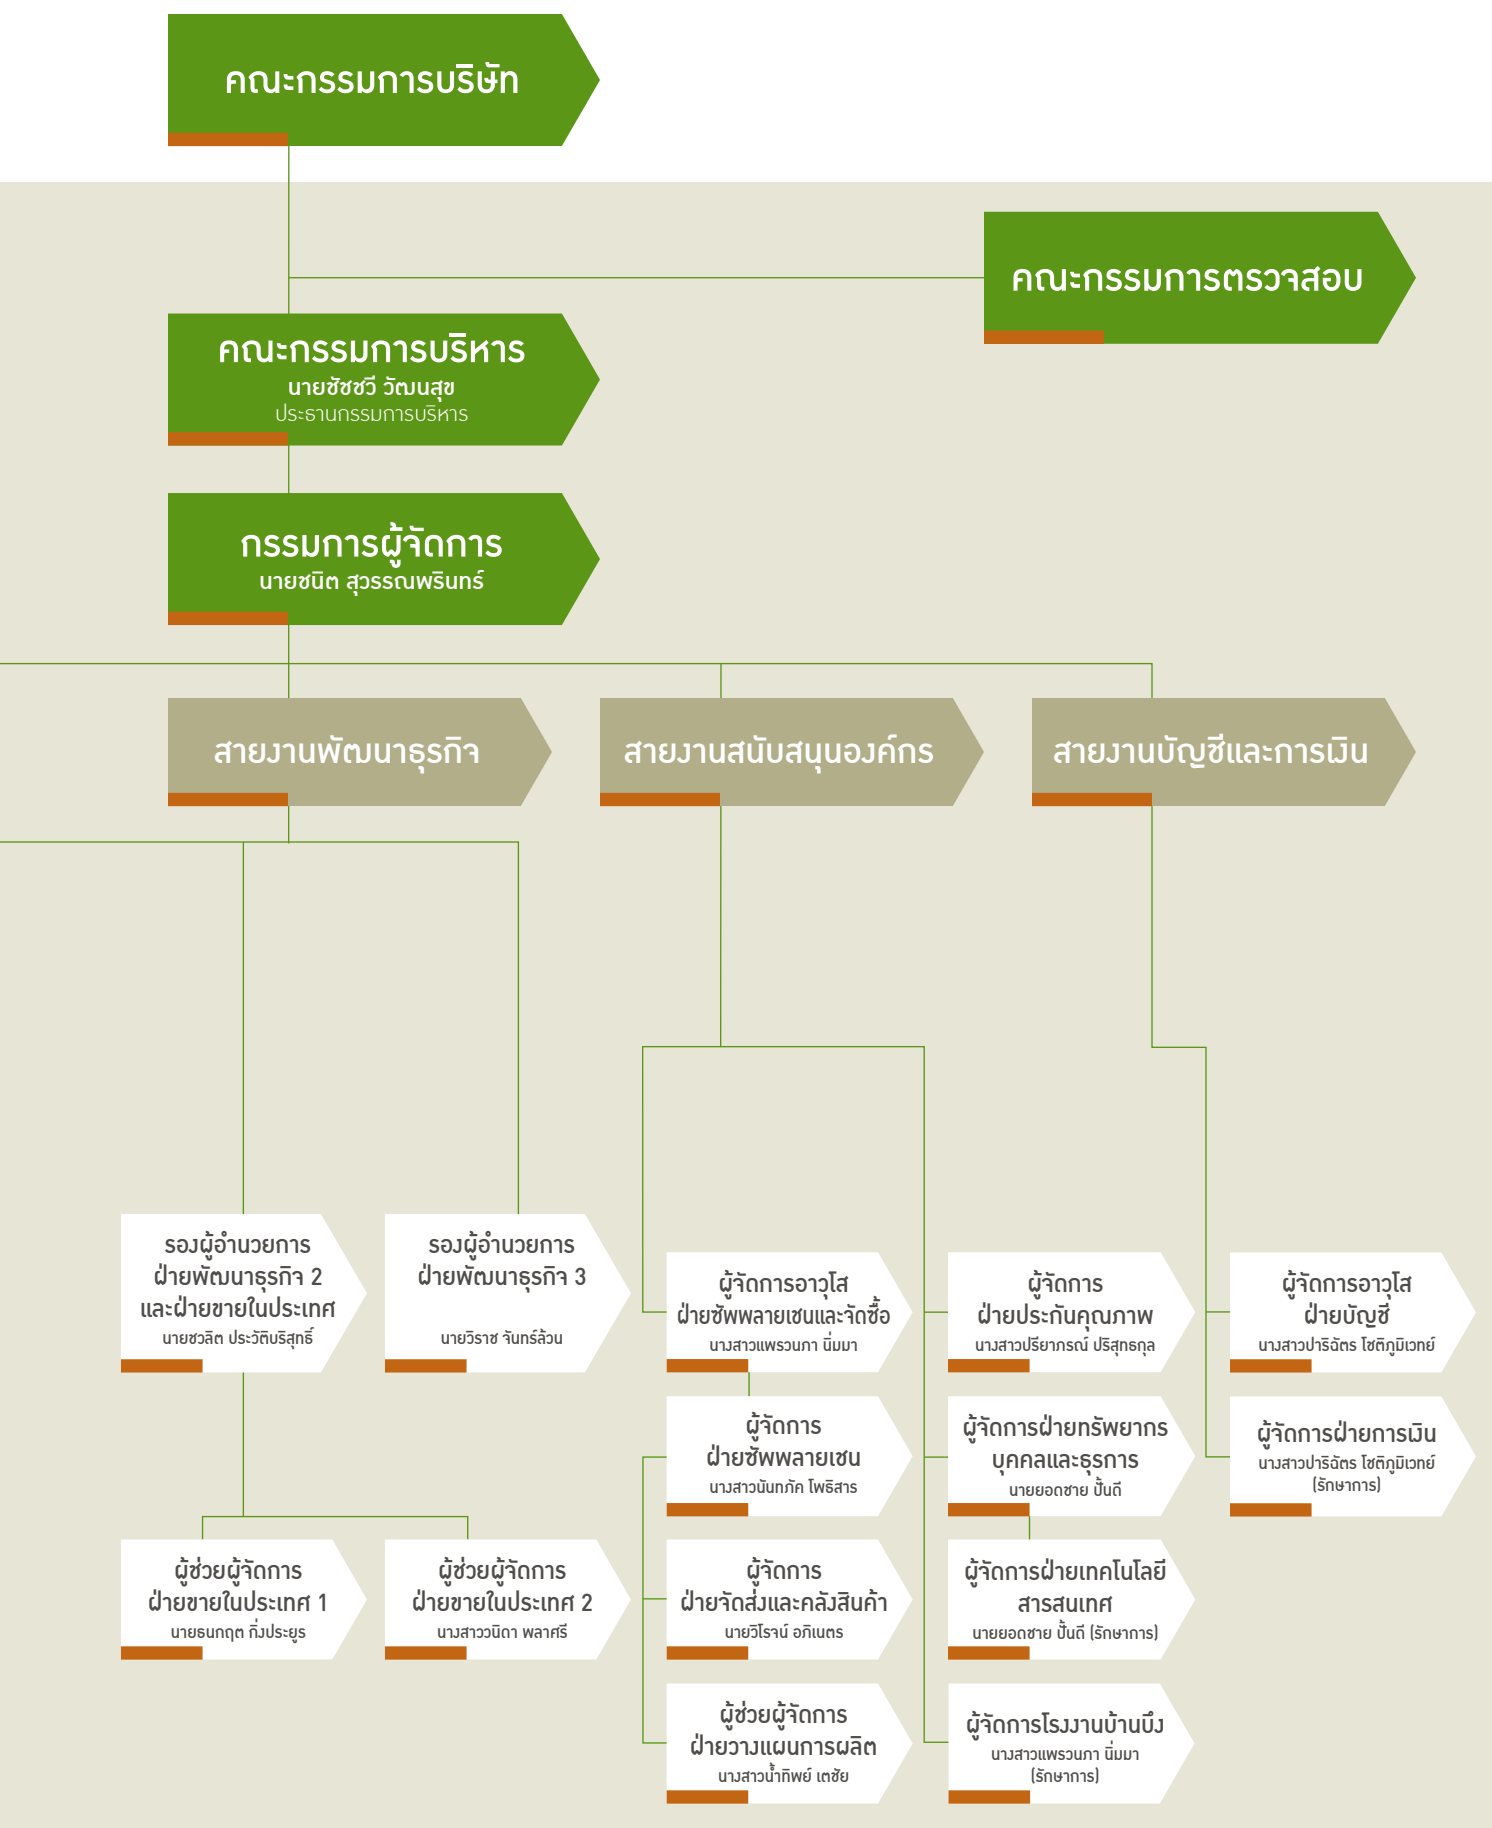 คณะกรรมการบริษัท
คณะกรรมการตรวจสอบ
คณะกรรมการบริหาร
นายชัชชวี วัฒนสุข
ประธานกรรมการบริหาร
กรรมการผู้จัดการ
นายชนิต สุวรรณพรินทร์
สายงานพัฒนาธุรกิจ
สายงานสนับสนุนองค์กร
สายงานบัญชีและการเงิน
รองผู้อำนวยการ
ฝ่ายพัฒนาธุรกิจ 2
และฝ่ายขายในประเทศ
นายชวลิต ประวัติบริสุทธิ์
รองผู้อำนวยการ
ฝ่ายพัฒนาธุรกิจ 3
นายวิราช จันทร์ล้วน
ผู้จัดการอาวุโส
ฝ่ายซัพพลายเชนและจัดซื้อ
นางสาวแพรวนภา นิ่มมา
ผู้จัดการ
ฝ่ายประกันคุณภาพ
นางสาวปรียาภรณ์ ปริสุทธกุล
ผู้จัดการอาวุโส
ฝ่ายบัญชี
นางสาวปาริฉัตร โชติภูมิเวทย์
ผู้จัดการ
ฝ่ายซัพพลายเชน
นางสาวนันทภัค โพธิสาร
ผู้จัดการฝ่ายทรัพยากร
บุคคลและธุรการ
นายยอดชาย ปั้นดี
ผู้จัดการฝ่ายการเงิน
นางสาวปาริฉัตร โชติภูมิเวทย์
(รักษาการ)
ผู้ช่วยผู้จัดการ
ฝ่ายขายในประเทศ 1
นายธนกฤต กิ่งประยูร
ผู้ช่วยผู้จัดการ
ฝ่ายขายในประเทศ 2
นางสาววนิดา พลาศรี
ผู้จัดการ
ฝ่ายจัดส่งและคลังสินค้า
นายวิโรจน์ อภิเนตร
ผู้จัดการฝ่ายเทคโนโลยี
สารสนเทศ
นายยอดชาย ปั้นดี (รักษาการ)
ผู้ช่วยผู้จัดการ
ฝ่ายวางแผนการผลิต
นางสาวน้ำทิพย์ เตชัย
ผู้จัดการโรงงานบ้านบึง
นางสาวแพรวนภา นิ่มมา
(รักษาการ)